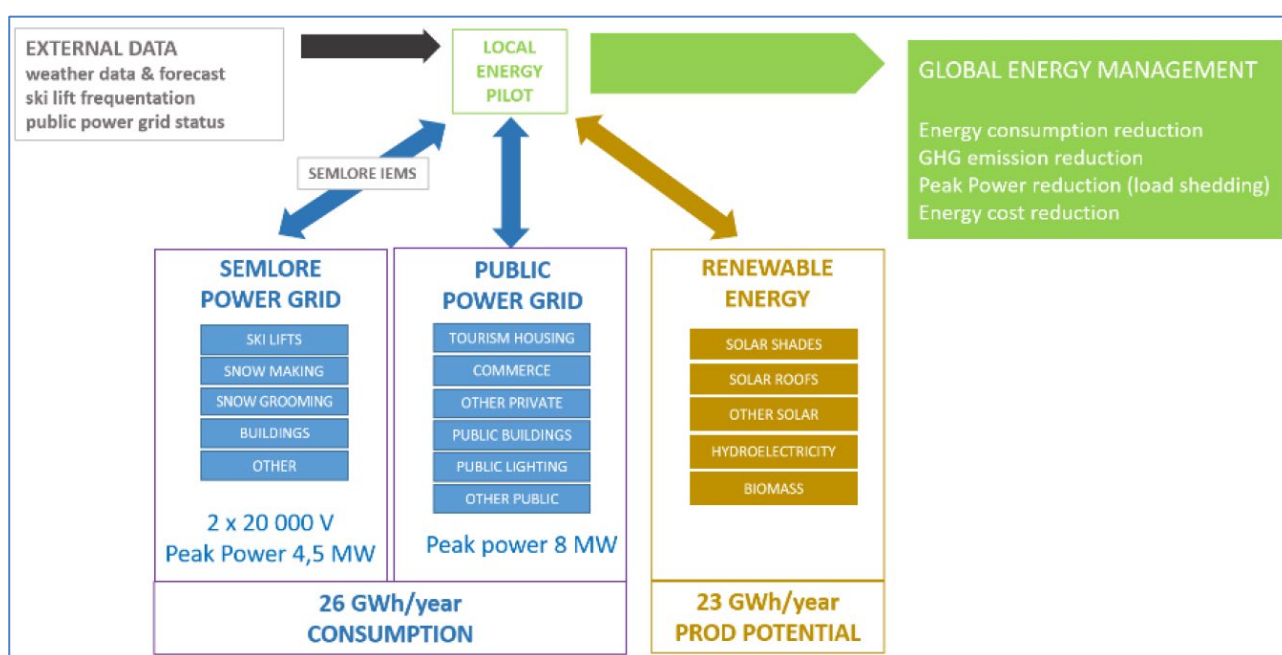 EXTERNAL DATA
weather data & forecast
ski lift frequentation
public power grid status
LOCAL
ENERGY
PILOT
GLOBAL ENERGY MANAGEMENT
Energy consumption reduction
GHG emission reduction
Peak Power reduction (load shedding)
Energy cost reduction
SEMLORE IEMS
SEMLORE
POWER GRID
SKI LIFTS
SNOW MAKING
SNOW GROOMING
BUILDINGS
OTHER
2 x 20 000 V
Peak Power 4,5 MW
PUBLIC
POWER GRID
TOURISM HOUSING
COMMERCE
OTHER PRIVATE
PUBLIC BUILDINGS
PUBLIC LIGHTING
OTHER PUBLIC
Peak power 8 MW
26 GWh/year
CONSUMPTION
RENEWABLE
ENERGY
SOLAR SHADES
SOLAR ROOFS
OTHER SOLAR
HYDROELECTRICITY
BIOMASS
23 GWh/year
PROD POTENTIAL